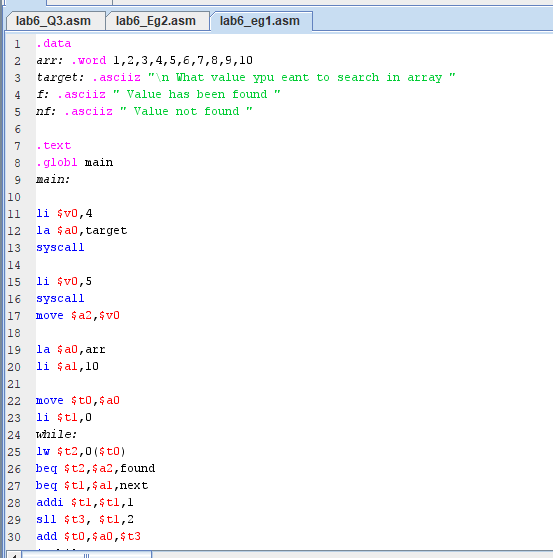 lab6_Q3.asm lab6_Eg2.asm lab6_eg1.asm
1 .data
2 arr: .word 1,2,3,4,5,6,7,8,9,10
3 target: .asciiz "\n What value ypu eant to search in array "
4 f: .asciiz " Value has been found "
5 nf: .asciiz " Value not found "
6
7 .text
8 .globl main
9 main:
10
11 li $v0,4
12 la $a0,target
13 syscall
14
15 li $v0,5
16 syscall
17 move $a2,$v0
18
19 la $a0,arr
20 li $a1,10
21
22 move $t0,$a0
23 li $t1,0
24 while:
25 lw $t2,0($t0)
26 beq $t2,$a2,found
27 beq $t1,$a1,next
28 addi $t1,$t1,1
29 sll $t3, $t1,2
30 add $t0,$a0,$t3